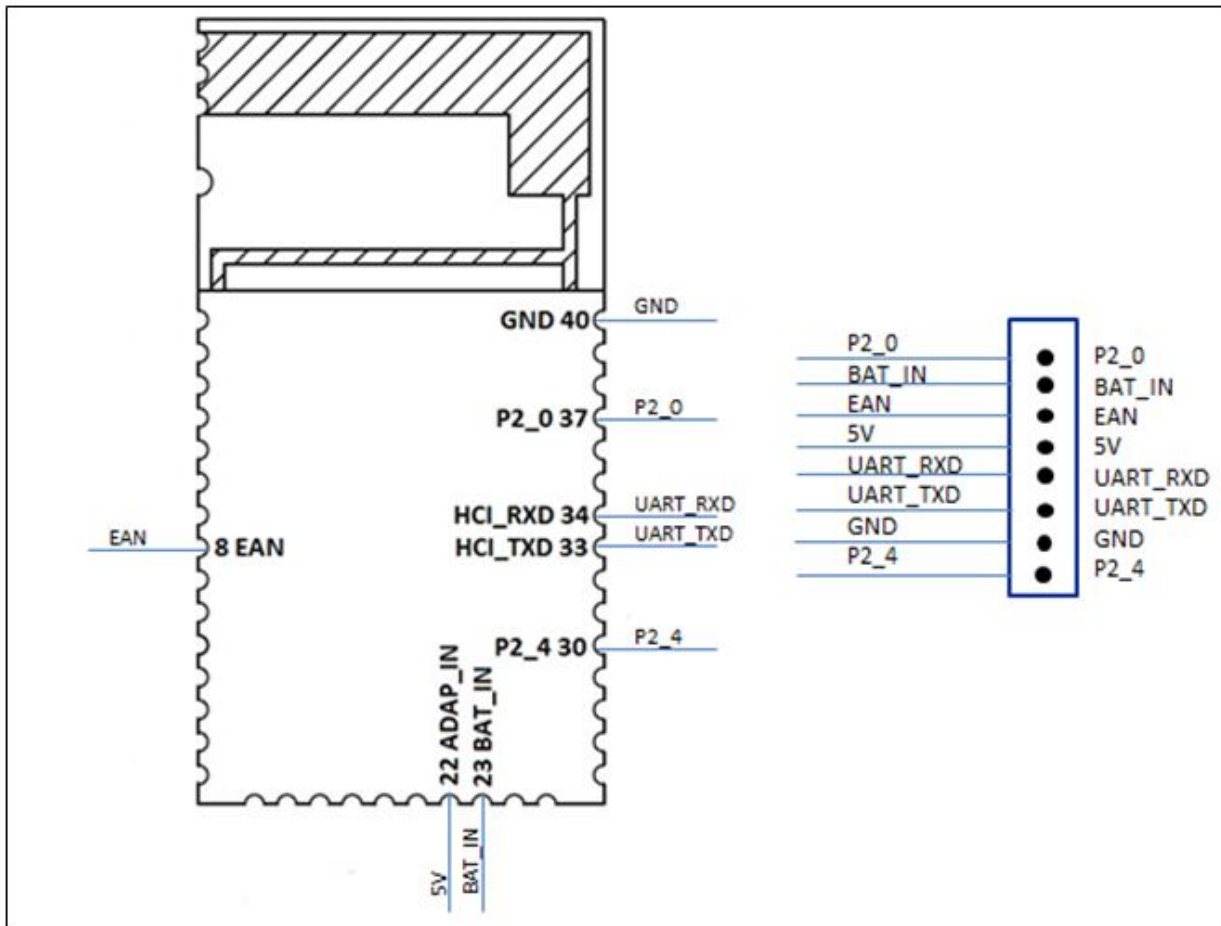 GND 40
GND
P2_0 37
P2_0
HCI_RXD 34
UART_RXD
HCI_TXD 33
UART_TXD
EAN
8 EAN
P2_4 30
P2_4
22 ADAP_IN
23 BAT_IN
5V
BAT_IN
P2_0
BAT_IN
EAN
5V
UART_RXD
UART_TXD
GND
P2_4
P2_0
BAT_IN
EAN
5V
UART_RXD
UART_TXD
GND
P2_4